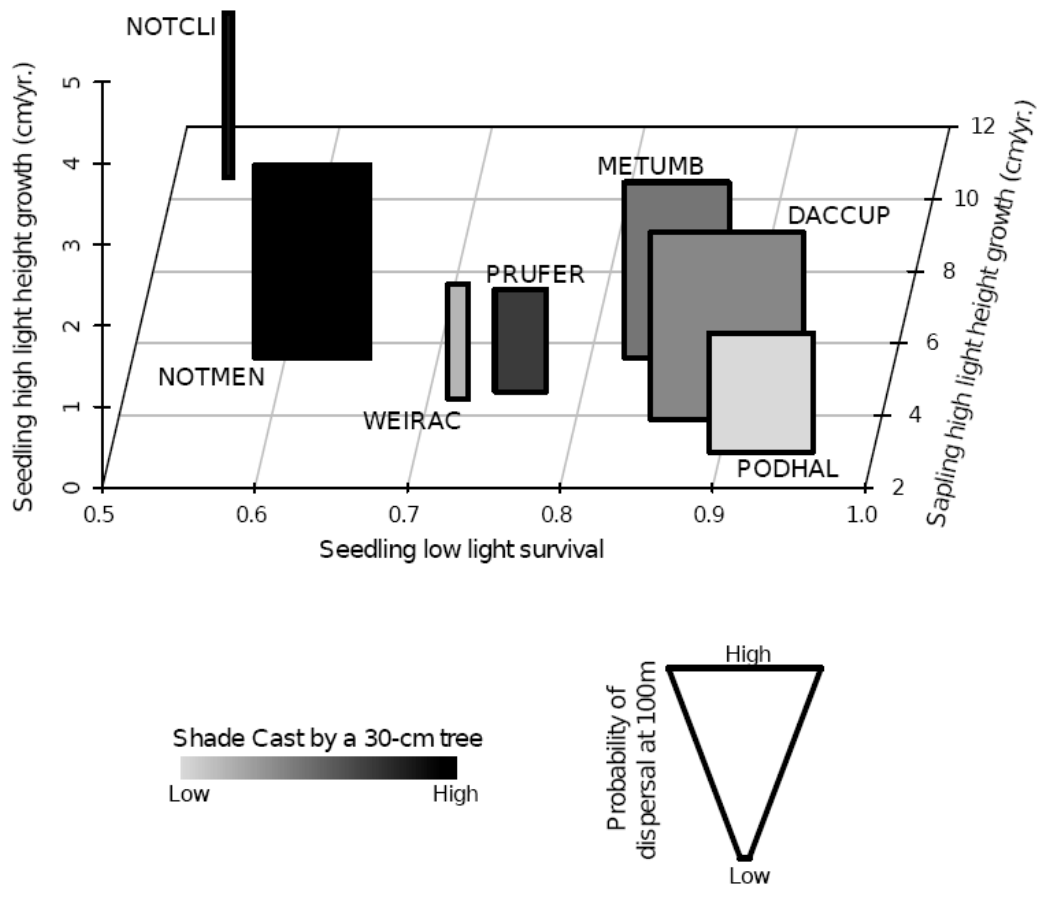 NOTCLI
Seedling high light height growth (cm/yr.)
5
4
3
2
1
0
12
10
8
6
4
2
Sapling high light height growth (cm/yr.)
METUMB
DACCUP
PRUFER
NOTMEN
WEIRAC
PODHAL
0.5 0.6 0.7 0.8 0.9 1.0
Seedling low light survival
Shade Cast by a 30-cm tree
Low High
High
Probability of
dispersal at 100m
Low